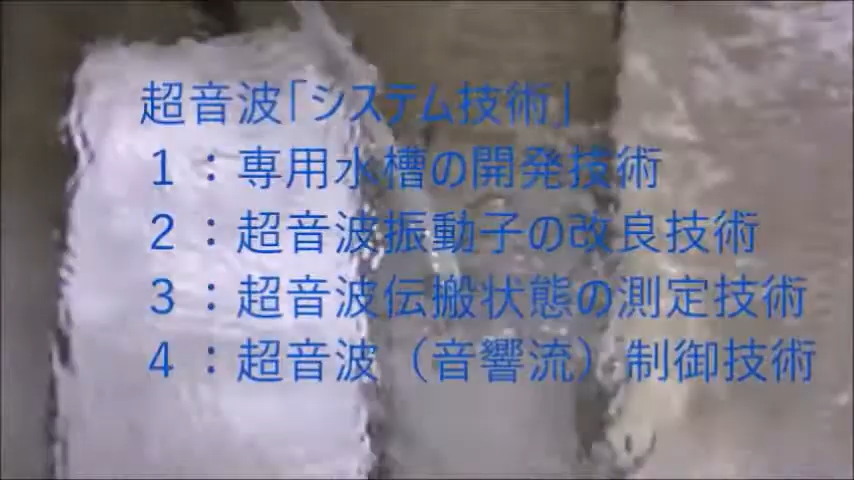 超音波「システム技術」
1：専用水槽の開発技術
2：超音波振動子の改良技術
3：超音波伝搬状態の測定技術
4：超音波（音響流）制御技術